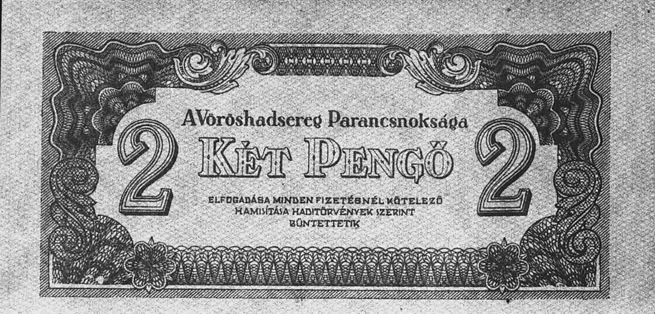 A Vöröshadsereg Parancsnoksága
2 KÉT PENGŐ 2
ELFOGADÁSA MINDEN FIZETÉSNÉL KÖTELEZŐ
HAMISÍTÁSA HADITÖRVÉNYEK SZERINT
BÜNTETTETIK